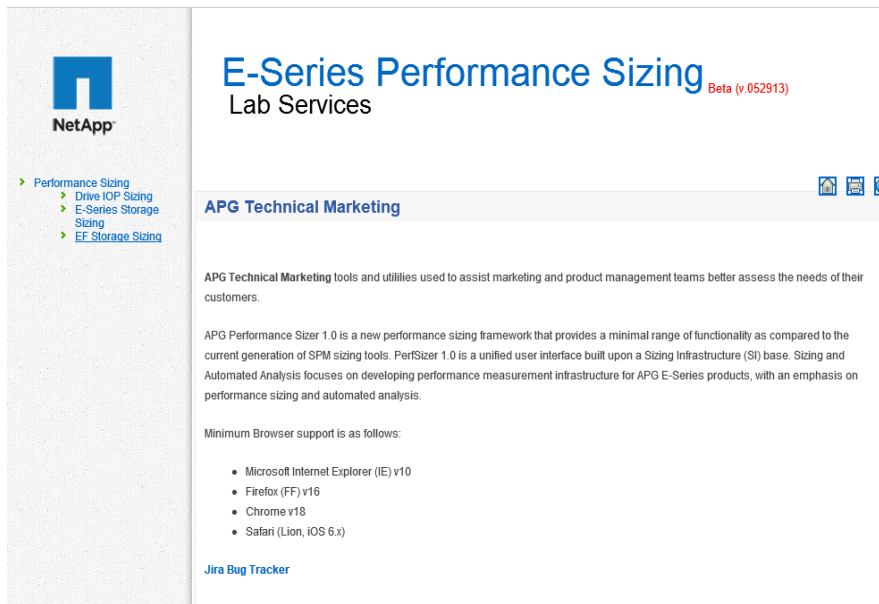 NetApp
E-Series Performance Sizing Beta (v.052913)
Lab Services
Performance Sizing
Drive IOP Sizing
E-Series Storage
Sizing
EF Storage Sizing
APG Technical Marketing
APG Technical Marketing tools and utililies used to assist marketing and product management teams better assess the needs of their
customers.
APG Performance Sizer 1.0 is a new performance sizing framework that provides a minimal range of functionality as compared to the
current generation of SPM sizing tools. PerfSizer 1.0 is a unified user interface built upon a Sizing Infrastructure (SI) base. Sizing and
Automated Analysis focuses on developing performance measurement infrastructure for APG E-Series products, with an emphasis on
performance sizing and automated analysis.
Minimum Browser support is as follows:
• Microsoft Internet Explorer (IE) v10
• Firefox (FF) v16
• Chrome v18
• Safari (Lion, iOS 6.x)
Jira Bug Tracker